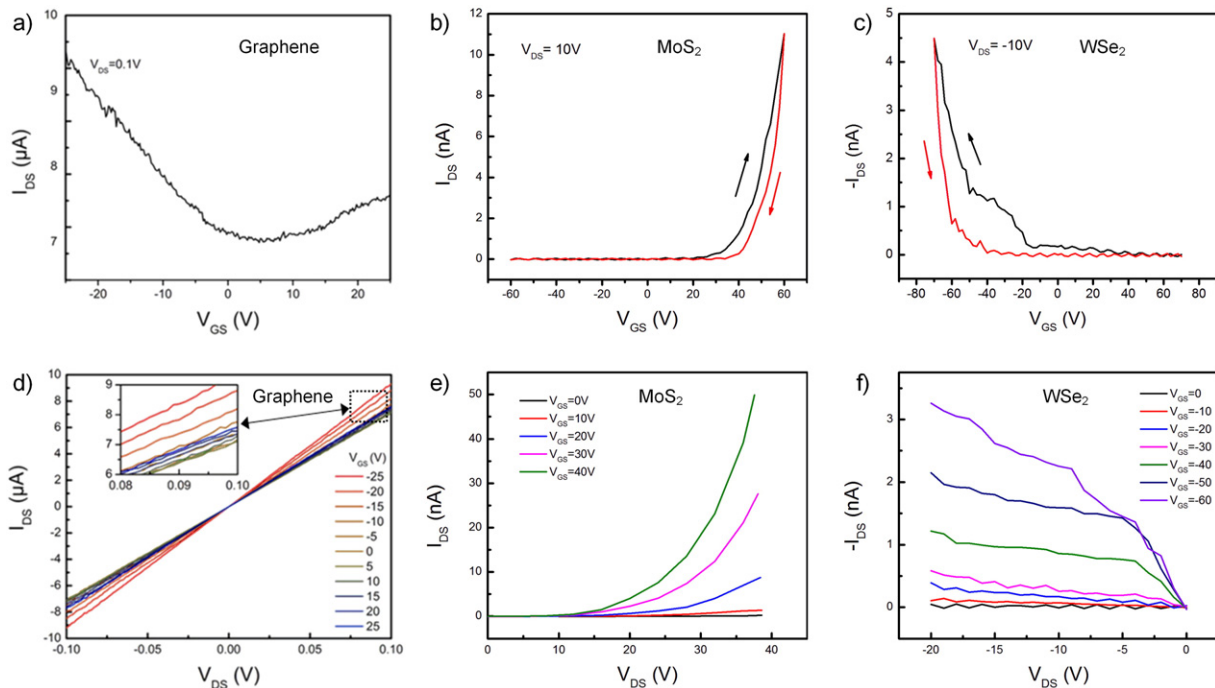 a)
Graphene
V_DS=0.1V
10
9
8
7
I_DS (μA)
-20
-10
0
10
20
V_GS (V)
b)
MoS₂
V_DS= 10V
12
10
8
6
4
2
0
I_DS (nA)
-60
-40
-20
0
20
40
60
V_GS (V)
c)
WSe₂
V_DS= -10V
5
4
3
2
1
0
-I_DS (nA)
-80
-60
-40
-20
0
20
40
60
80
V_GS (V)
d)
Graphene
10
8
6
4
2
0
-2
-4
-6
-8
-10
I_DS (μA)
9
8
7
6
0.08
0.09
0.10
V_GS (V)
-25
-20
-15
-10
-5
0
5
10
15
20
25
-0.10
-0.05
0.00
0.05
0.10
V_DS (V)
e)
MoS₂
V_GS=0V
V_GS=10V
V_GS=20V
V_GS=30V
V_GS=40V
50
40
30
20
10
0
I_DS (nA)
0
10
20
30
40
V_DS (V)
f)
WSe₂
V_GS=0
V_GS=-10
V_GS=-20
V_GS=-30
V_GS=-40
V_GS=-50
V_GS=-60
3
2
1
0
-I_DS (nA)
-20
-15
-10
-5
0
V_DS (V)